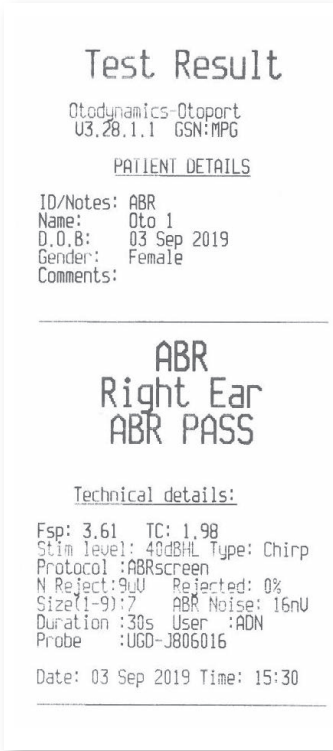 Test Result
Otodynamics-Otoport
V3.28.1.1 GSN:MPG
PATIENT DETAILS
ID/Notes: ABR
Name: Oto 1
D.O.B: 03 Sep 2019
Gender: Female
Comments:
ABR
Right Ear
ABR PASS
Technical details:
Fsp: 3.61 TC: 1.98
Stim level: 40dBHL Type: Chirp
Protocol :ABRscreen
N Reject:9uV Rejected: 0%
Size(1-9):7 ABR Noise: 16nV
Duration :30s User :ADN
Probe :UGD-J806016
Date: 03 Sep 2019 Time: 15:30